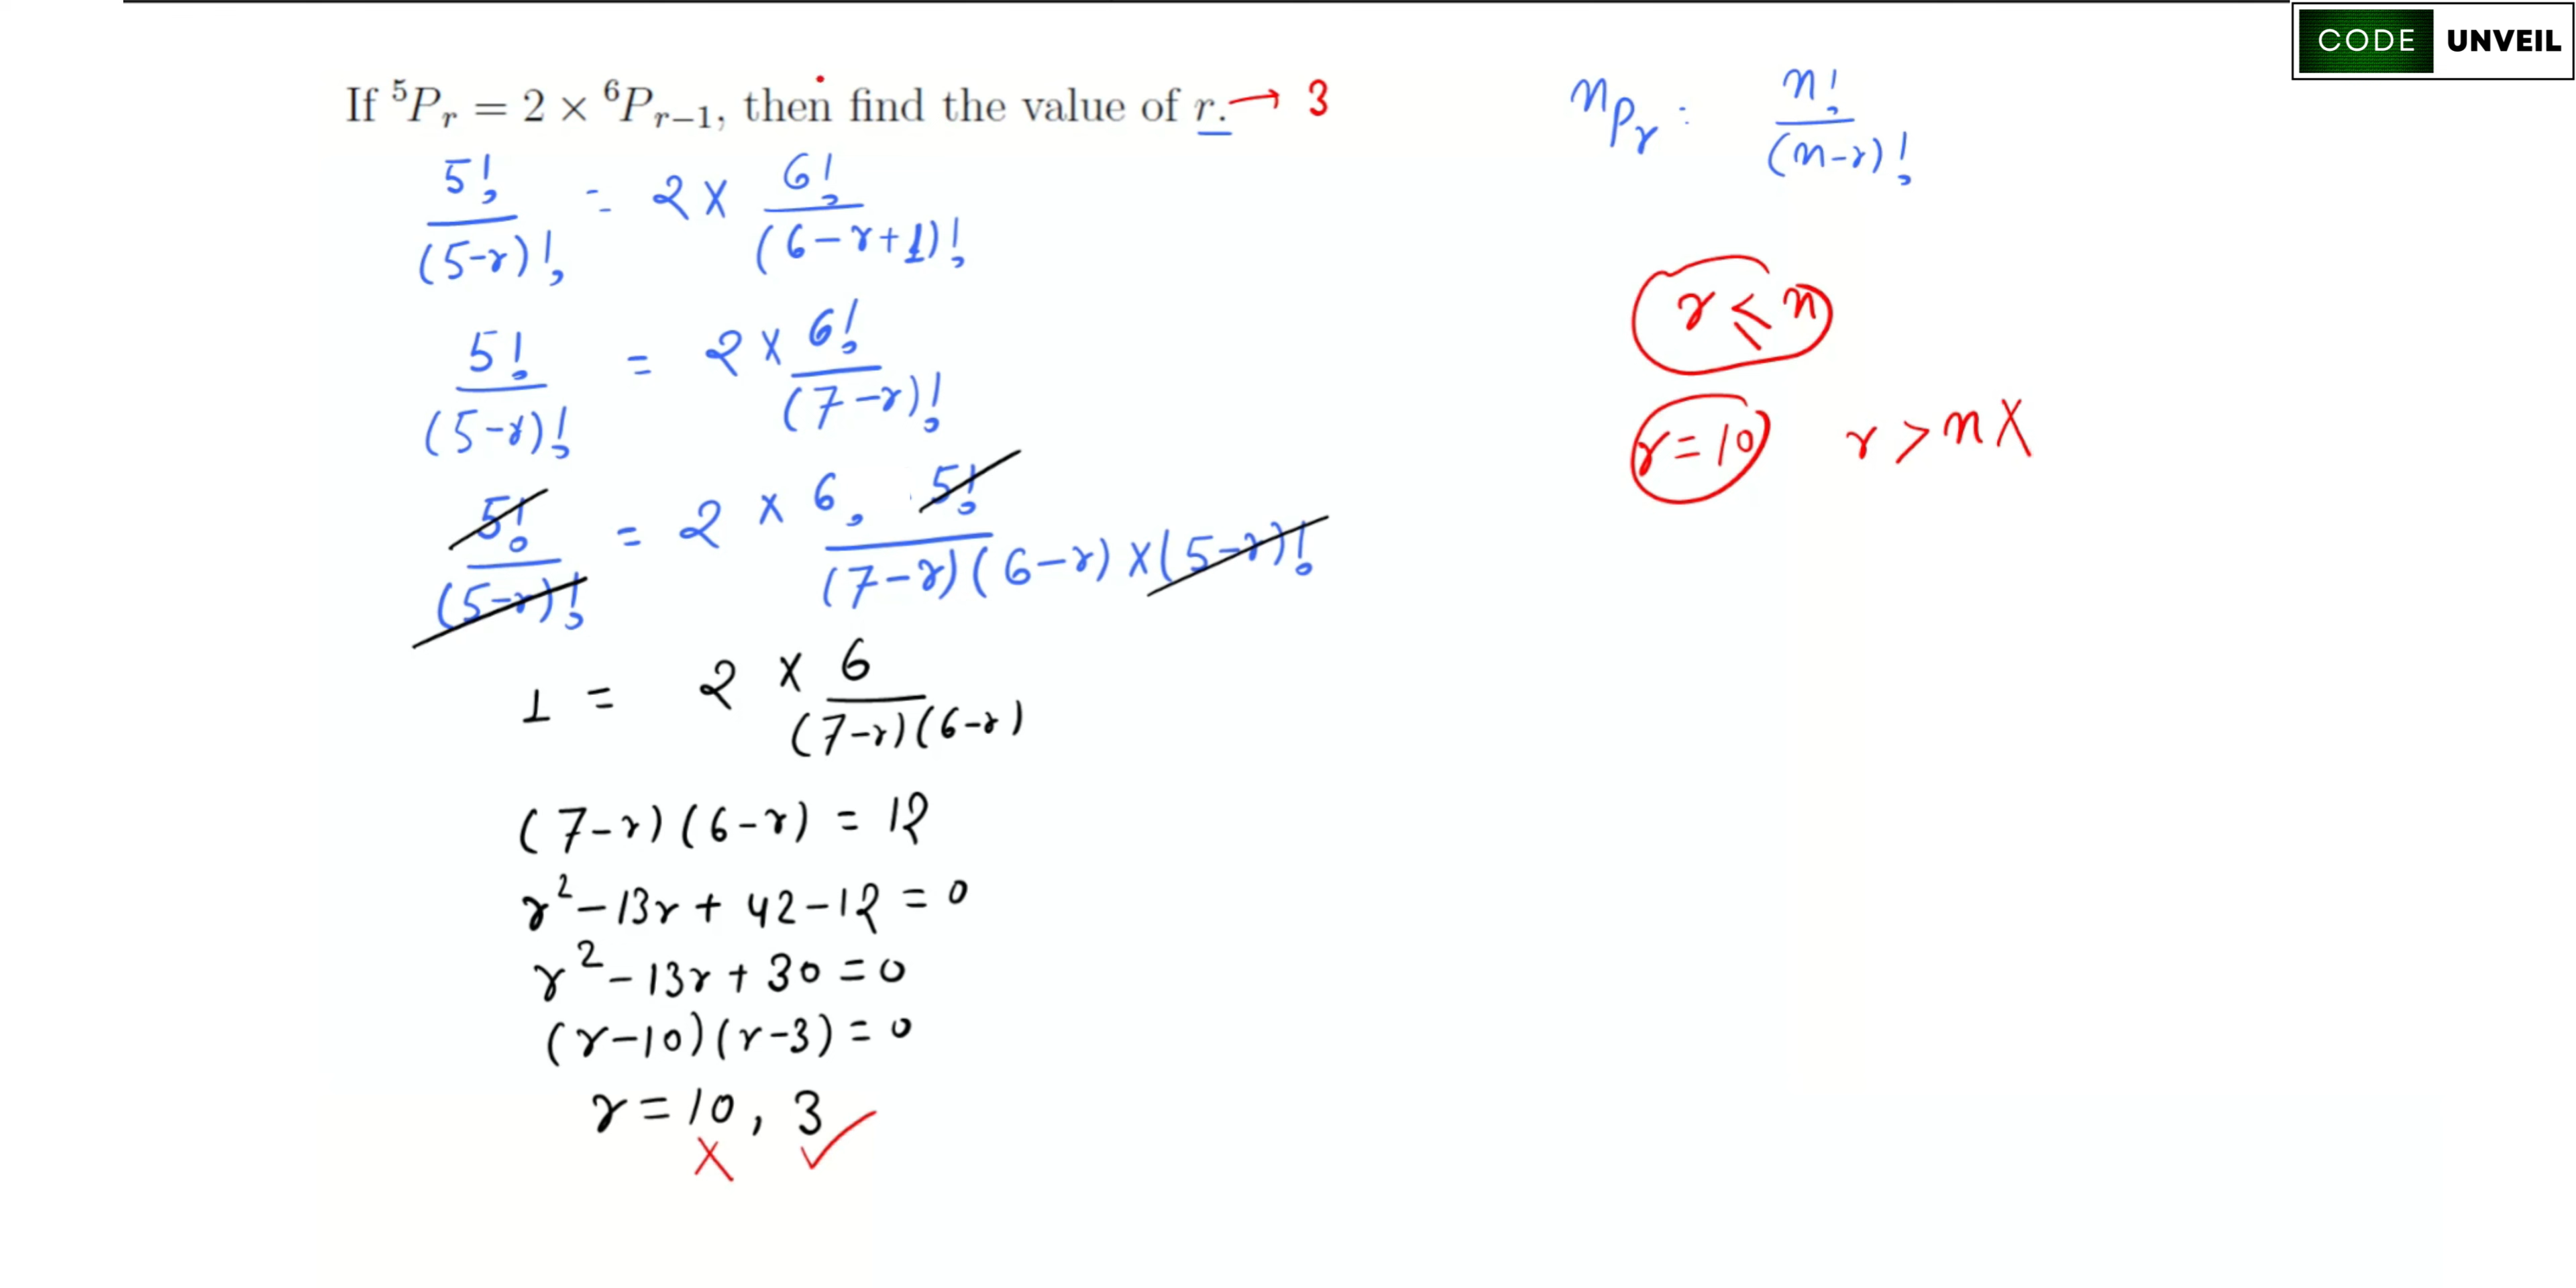 CODE UNVEIL
If ⁵Pᵣ = 2 × ⁶Pᵣ₋₁, then find the value of r. → 3
nPr = n! / (n-r)!
5! / (5-r)! = 2 × 6! / (6-r+1)!
5! / (5-r)! = 2 × 6! / (7-r)!
5! / (5-r)! = 2 × 6. 5! / (7-r)(6-r)×(5-r)!
1 = 2 × 6 / (7-r)(6-r)
(7-r)(6-r) = 12
r² - 13r + 42 - 12 = 0
r² - 13r + 30 = 0
(r-10)(r-3) = 0
r = 10, 3
r ≤ n
r = 10 r > n X